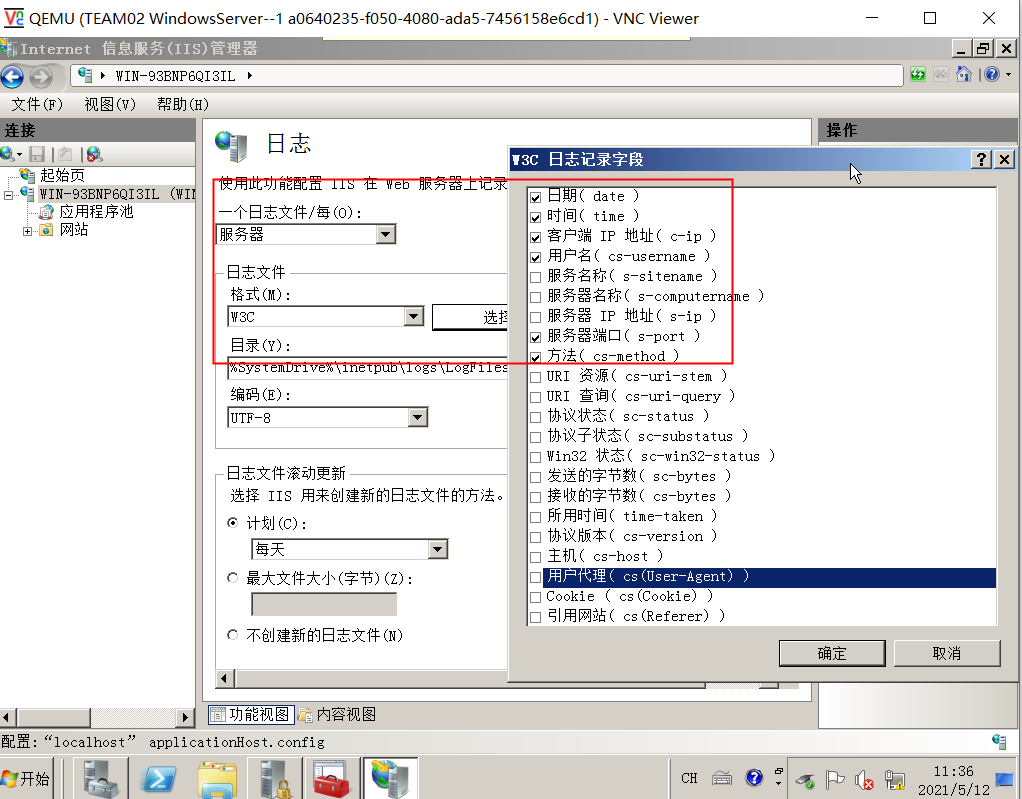 QEMU (TEAM02 WindowsServer--1 a0640235-f050-4080-ada5-7456158e6cd1) - VNC Viewer
Internet 信息服务(IIS)管理器
WIN-93BNP6QI3IL
文件(F) 视图(V) 帮助(H)
连接
起始页
WIN-93BNP6QI3IL (WIN
应用程序池
网站
日志
使用此功能配置 IIS 在 Web 服务器上记录
一个日志文件/每(O):
服务器
日志文件
格式(M):
W3C
选择
目录(Y):
%SystemDrive%\inetpub\logs\LogFiles
编码(E):
UTF-8
日志文件滚动更新
选择 IIS 用来创建新的日志文件的方法。
计划(C):
每天
最大文件大小(字节)(Z):
不创建新的日志文件(N)
功能视图
内容视图
操作
W3C 日志记录字段
日期( date )
时间( time )
客户端 IP 地址( c-ip )
用户名( cs-username )
服务名称( s-sitename )
服务器名称( s-computername )
服务器 IP 地址( s-ip )
服务器端口( s-port )
方法( cs-method )
URI 资源( cs-uri-stem )
URI 查询( cs-uri-query )
协议状态( sc-status )
协议子状态( sc-substatus )
Win32 状态( sc-win32-status )
发送的字节数( sc-bytes )
接收的字节数( cs-bytes )
所用时间( time-taken )
协议版本( cs-version )
主机( cs-host )
用户代理( cs(User-Agent) )
Cookie ( cs(Cookie) )
引用网站( cs(Referer) )
确定
取消
配置:“localhost” applicationHost.config
开始
CH
11:36
2021/5/12